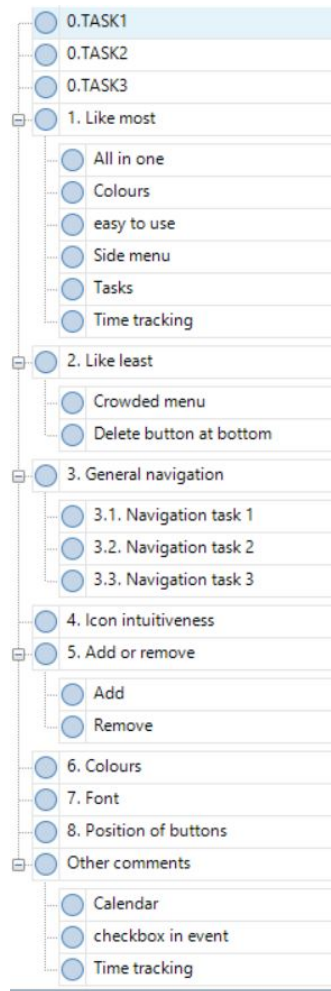 0.TASK1
0.TASK2
0.TASK3
1. Like most
All in one
Colours
easy to use
Side menu
Tasks
Time tracking
2. Like least
Crowded menu
Delete button at bottom
3. General navigation
3.1. Navigation task 1
3.2. Navigation task 2
3.3. Navigation task 3
4. Icon intuitiveness
5. Add or remove
Add
Remove
6. Colours
7. Font
8. Position of buttons
Other comments
Calendar
checkbox in event
Time tracking